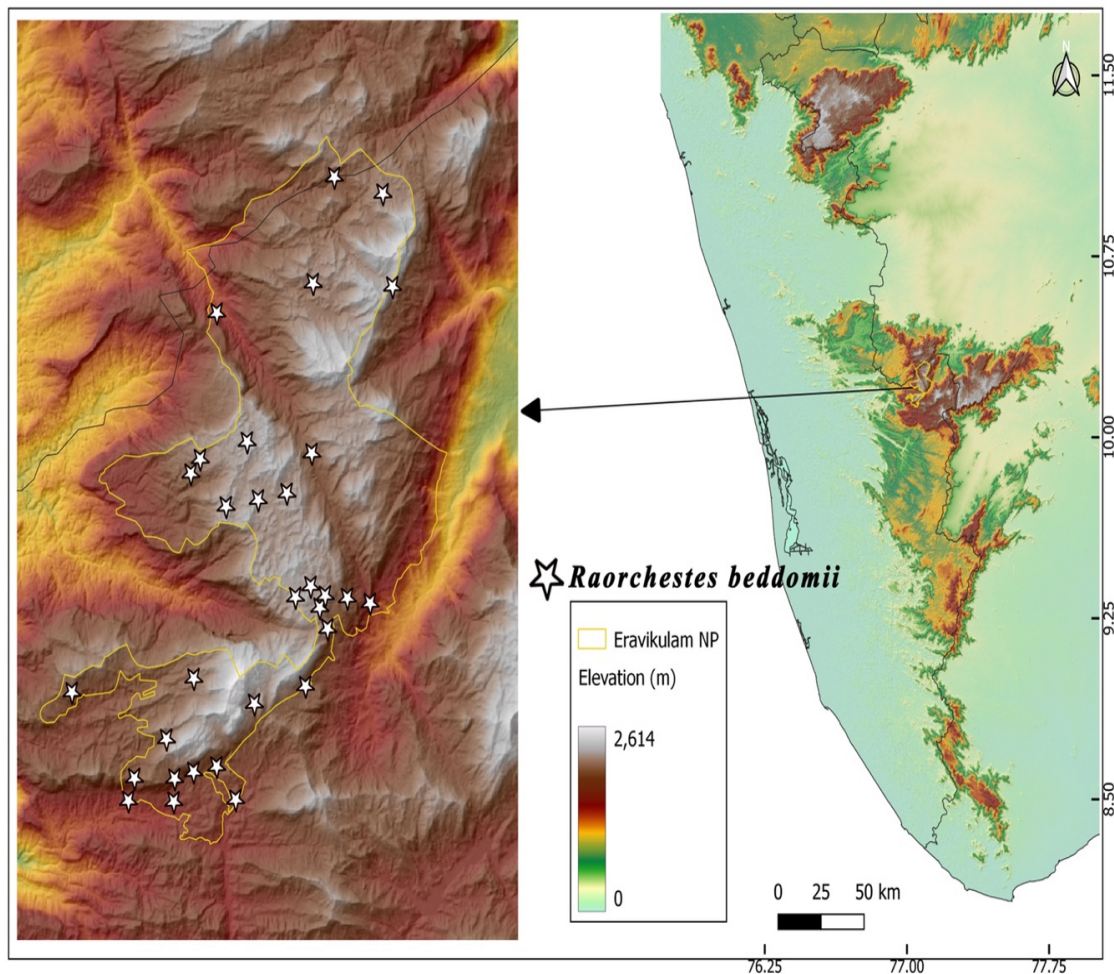 N
11.50
10.75
10.00
9.25
8.50
Raorchestes beddomii
Eravikulam NP
Elevation (m)
2,614
0
0 25 50 km
76.25 77.00 77.75